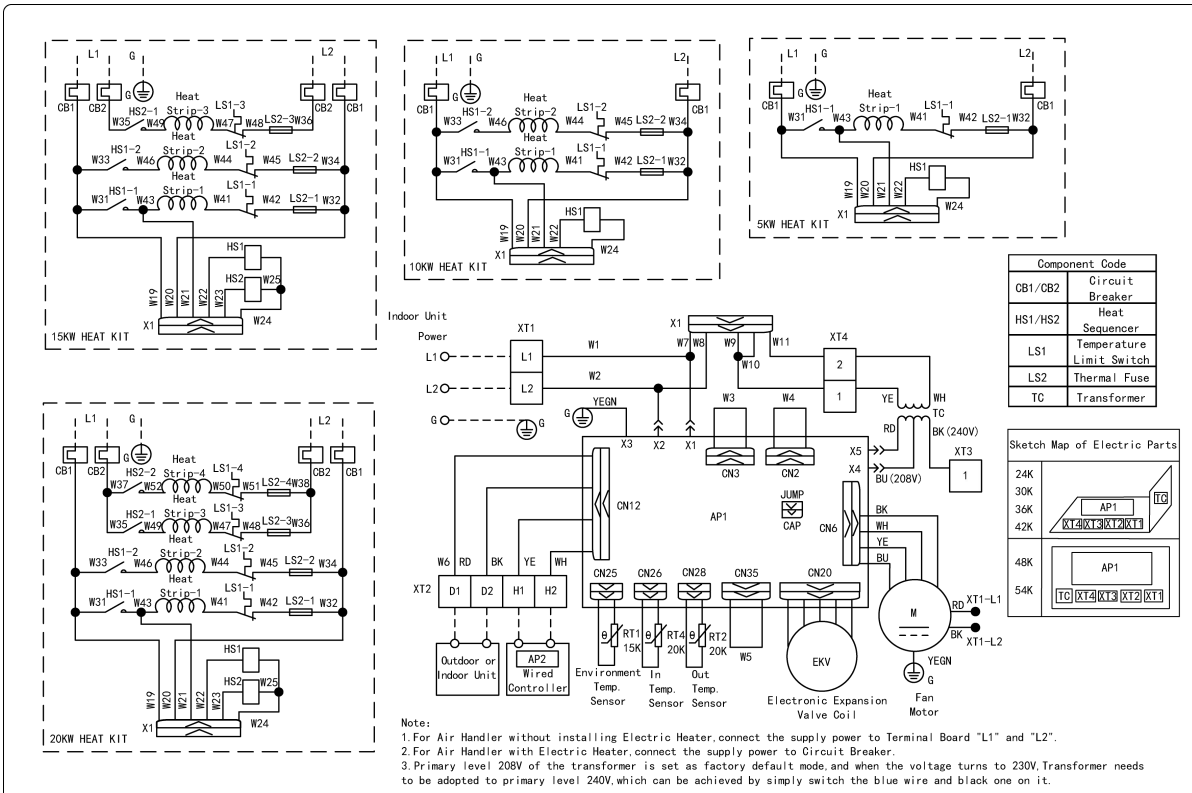 L1 G L2
CB1 CB2 G CB2 CB1
HS2-1 Heat Strip-3 LS1-3
W35 W49 W47 W48 LS2-3 W36
HS1-2 Heat Strip-2 LS1-2
W33 W46 W44 W45 LS2-2 W34
HS1-1 Heat Strip-1 LS1-1
W31 W43 W41 W42 LS2-1 W32
HS1
HS2 W25
W19 W20 W21 W22 W23
X1 W24
15KW HEAT KIT
L1 G L2
CB1 G CB1
HS1-2 Heat Strip-2 LS1-2
W33 W46 W44 W45 LS2-2 W34
HS1-1 Heat Strip-1 LS1-1
W31 W43 W41 W42 LS2-1 W32
HS1
W19 W20 W21 W22
X1 W24
10KW HEAT KIT
L1 G L2
CB1 G CB1
HS1-1 Heat Strip-1 LS1-1
W31 W43 W41 W42 LS2-1 W32
HS1
W19 W20 W21 W22
X1 W24
5KW HEAT KIT
Component Code
CB1/CB2 Circuit Breaker
HS1/HS2 Heat Sequencer
LS1 Temperature Limit Switch
LS2 Thermal Fuse
TC Transformer
L1 G L2
CB1 CB2 G CB2 CB1
HS2-2 Heat Strip-4 LS1-4
W37 W52 W50 W51 LS2-4 W38
HS2-1 Heat Strip-3 LS1-3
W35 W49 W47 W48 LS2-3 W36
HS1-2 Heat Strip-2 LS1-2
W33 W46 W44 W45 LS2-2 W34
HS1-1 Heat Strip-1 LS1-1
W31 W43 W41 W42 LS2-1 W32
HS1
HS2 W25
W19 W20 W21 W22 W23
X1 W24
20KW HEAT KIT
Indoor Unit
Power XT1 X1
L1 L1 W1 W7 W8 W9 W10 W11 XT4
L2 L2 W2 2
1
G G G YEGN
W3 W4 YE WH
TC
RD BK(240V)
X3 X2 X1 CN3 CN2 X5 XT3
X4 1
BU(208V)
CN12 AP1 JUMP
CAP
CN6
BK
WH
YE
BU
W6 RD BK YE WH
XT2 D1 D2 H1 H2
CN25 CN26 CN28 CN35 CN20
θ RT1 15K
θ RT4 20K
θ RT2 20K
W5 EKV
M RD XT1-L1
BK XT1-L2
YEGN
G
Outdoor or Indoor Unit
AP2
Wired Controller
Environment Temp. Sensor
In Temp. Sensor
Out Temp. Sensor
Electronic Expansion Valve Coil
Fan Motor
Sketch Map of Electric Parts
24K
30K
36K
42K
AP1 TC
XT4 XT3 XT2 XT1
48K
54K
AP1
TC XT4 XT3 XT2 XT1
Note:
1. For Air Handler without installing Electric Heater, connect the supply power to Terminal Board "L1" and "L2".
2. For Air Handler with Electric Heater, connect the supply power to Circuit Breaker.
3. Primary level 208V of the transformer is set as factory default mode, and when the voltage turns to 230V, Transformer needs
to be adopted to primary level 240V, which can be achieved by simply switch the blue wire and black one on it.